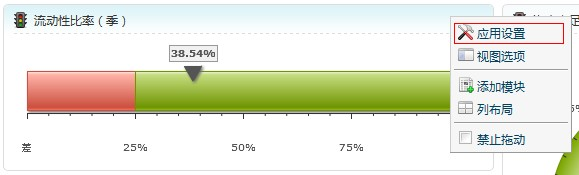 流动性比率（季）
38.54%
差
25%
50%
75%
应用设置
视图选项
添加模块
列布局
禁止拖动